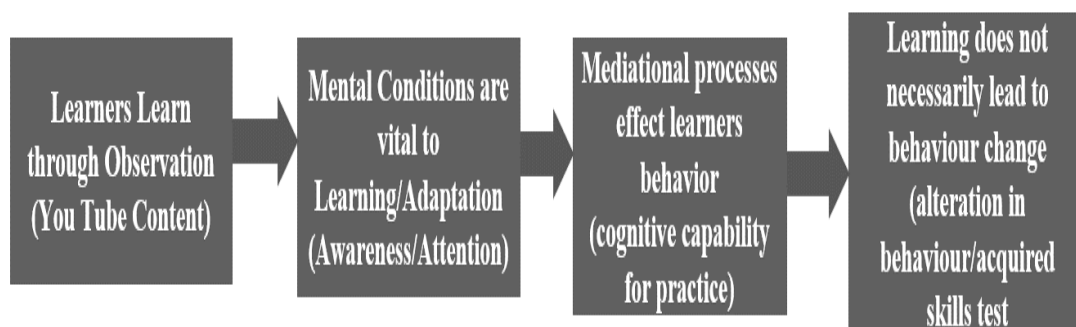 Learners Learn
through Observation
(You Tube Content)
Mental Conditions are
vital to
Learning/Adaptation
(Awareness/Attention)
Mediational processes
effect learners
behavior
(cognitive capability
for practice)
Learning does not
necessarily lead to
behaviour change
(alteration in
behaviour/acquired
skills test